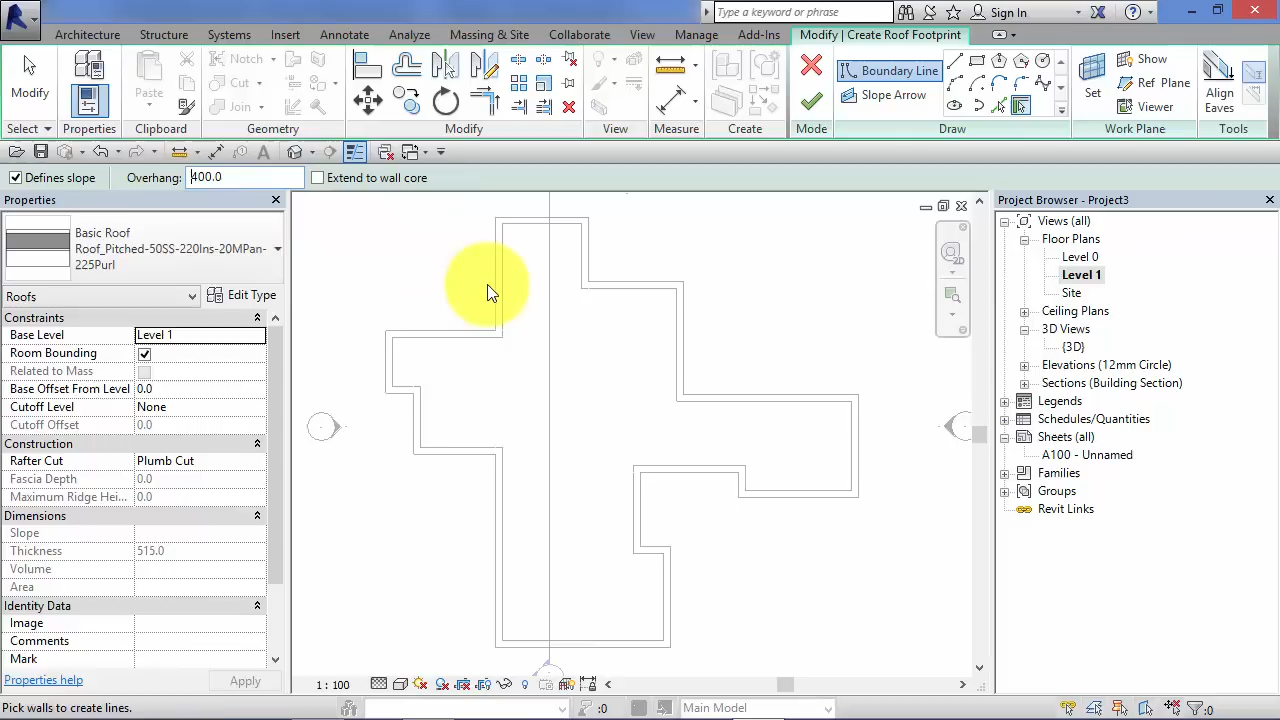 Type a keyword or phrase
Sign In
Architecture Structure Systems Insert Annotate Analyze Massing & Site Collaborate View Manage Add-Ins Modify | Create Roof Footprint
Modify
Paste
Notch
Cut
Join
Boundary Line
Slope Arrow
Set
Show
Ref Plane
Viewer
Align
Eaves
Select Properties Clipboard Geometry Modify View Measure Create Mode Draw Work Plane Tools
Defines slope Overhang: 400.0 Extend to wall core
Properties
Basic Roof
Roof_Pitched-50SS-220Ins-20MPan-
225Purl
Roofs Edit Type
Constraints
Base Level Level 1
Room Bounding
Related to Mass
Base Offset From Level 0.0
Cutoff Level None
Cutoff Offset 0.0
Construction
Rafter Cut Plumb Cut
Fascia Depth 0.0
Maximum Ridge Hei... 0.0
Dimensions
Slope
Thickness 515.0
Volume
Area
Identity Data
Image
Comments
Mark
Properties help Apply
2D
1 : 100
Project Browser - Project3
Views (all)
Floor Plans
Level 0
Level 1
Site
Ceiling Plans
3D Views
{3D}
Elevations (12mm Circle)
Sections (Building Section)
Legends
Schedules/Quantities
Sheets (all)
A100 - Unnamed
Families
Groups
Revit Links
Pick walls to create lines. :0 Main Model :0